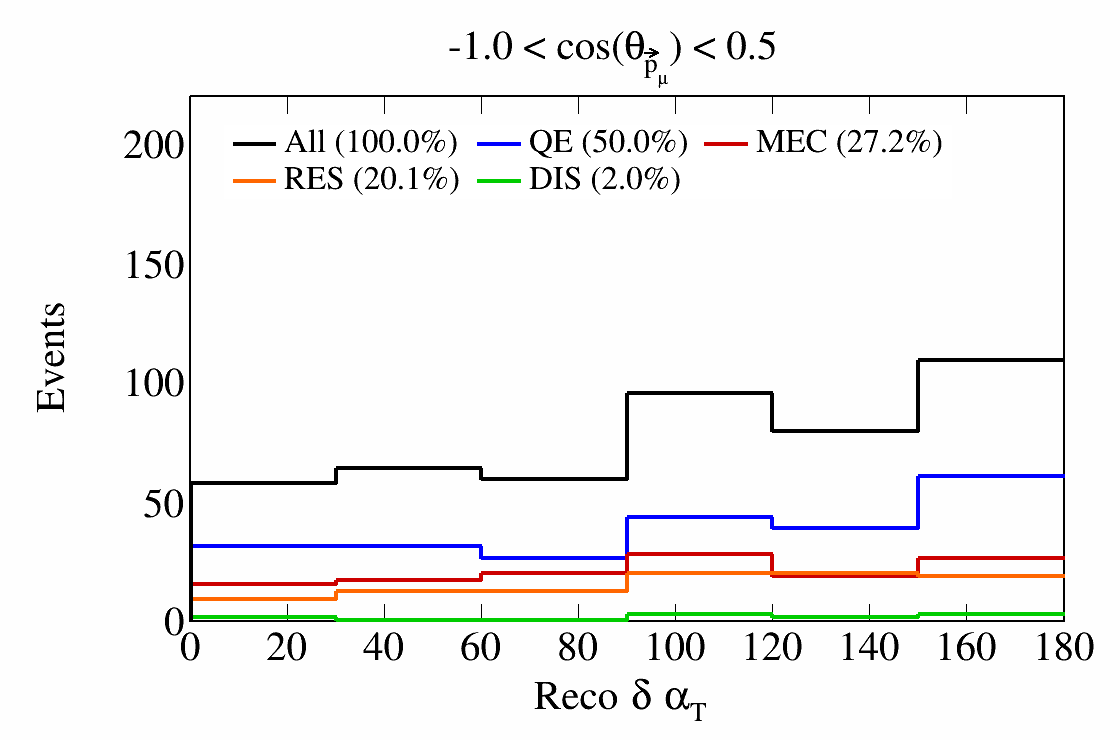 -1.0 < cos(θ_p⃗_μ) < 0.5
All (100.0%) QE (50.0%) MEC (27.2%)
RES (20.1%) DIS (2.0%)
200
150
100
50
0
Events
0 20 40 60 80 100 120 140 160 180
Reco δ α_T